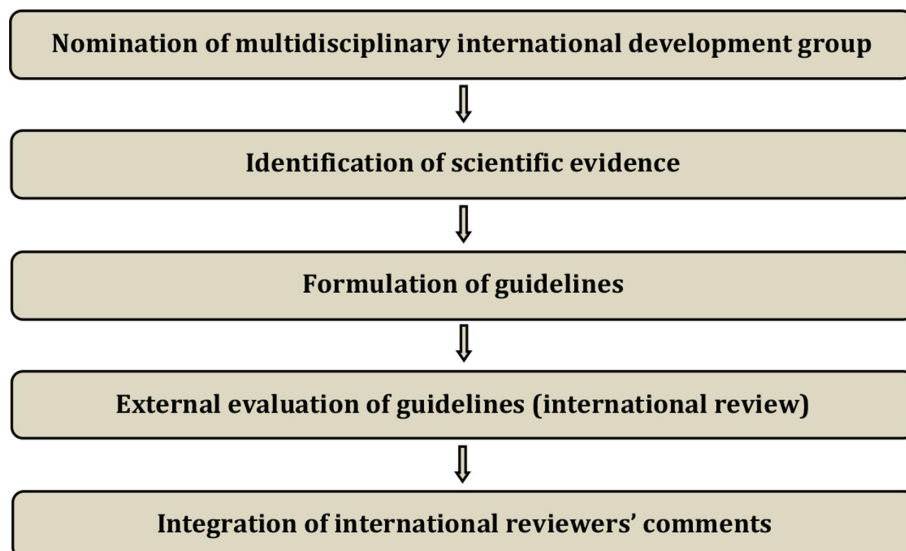 Nomination of multidisciplinary international development group
Identification of scientific evidence
Formulation of guidelines
External evaluation of guidelines (international review)
Integration of international reviewers’ comments